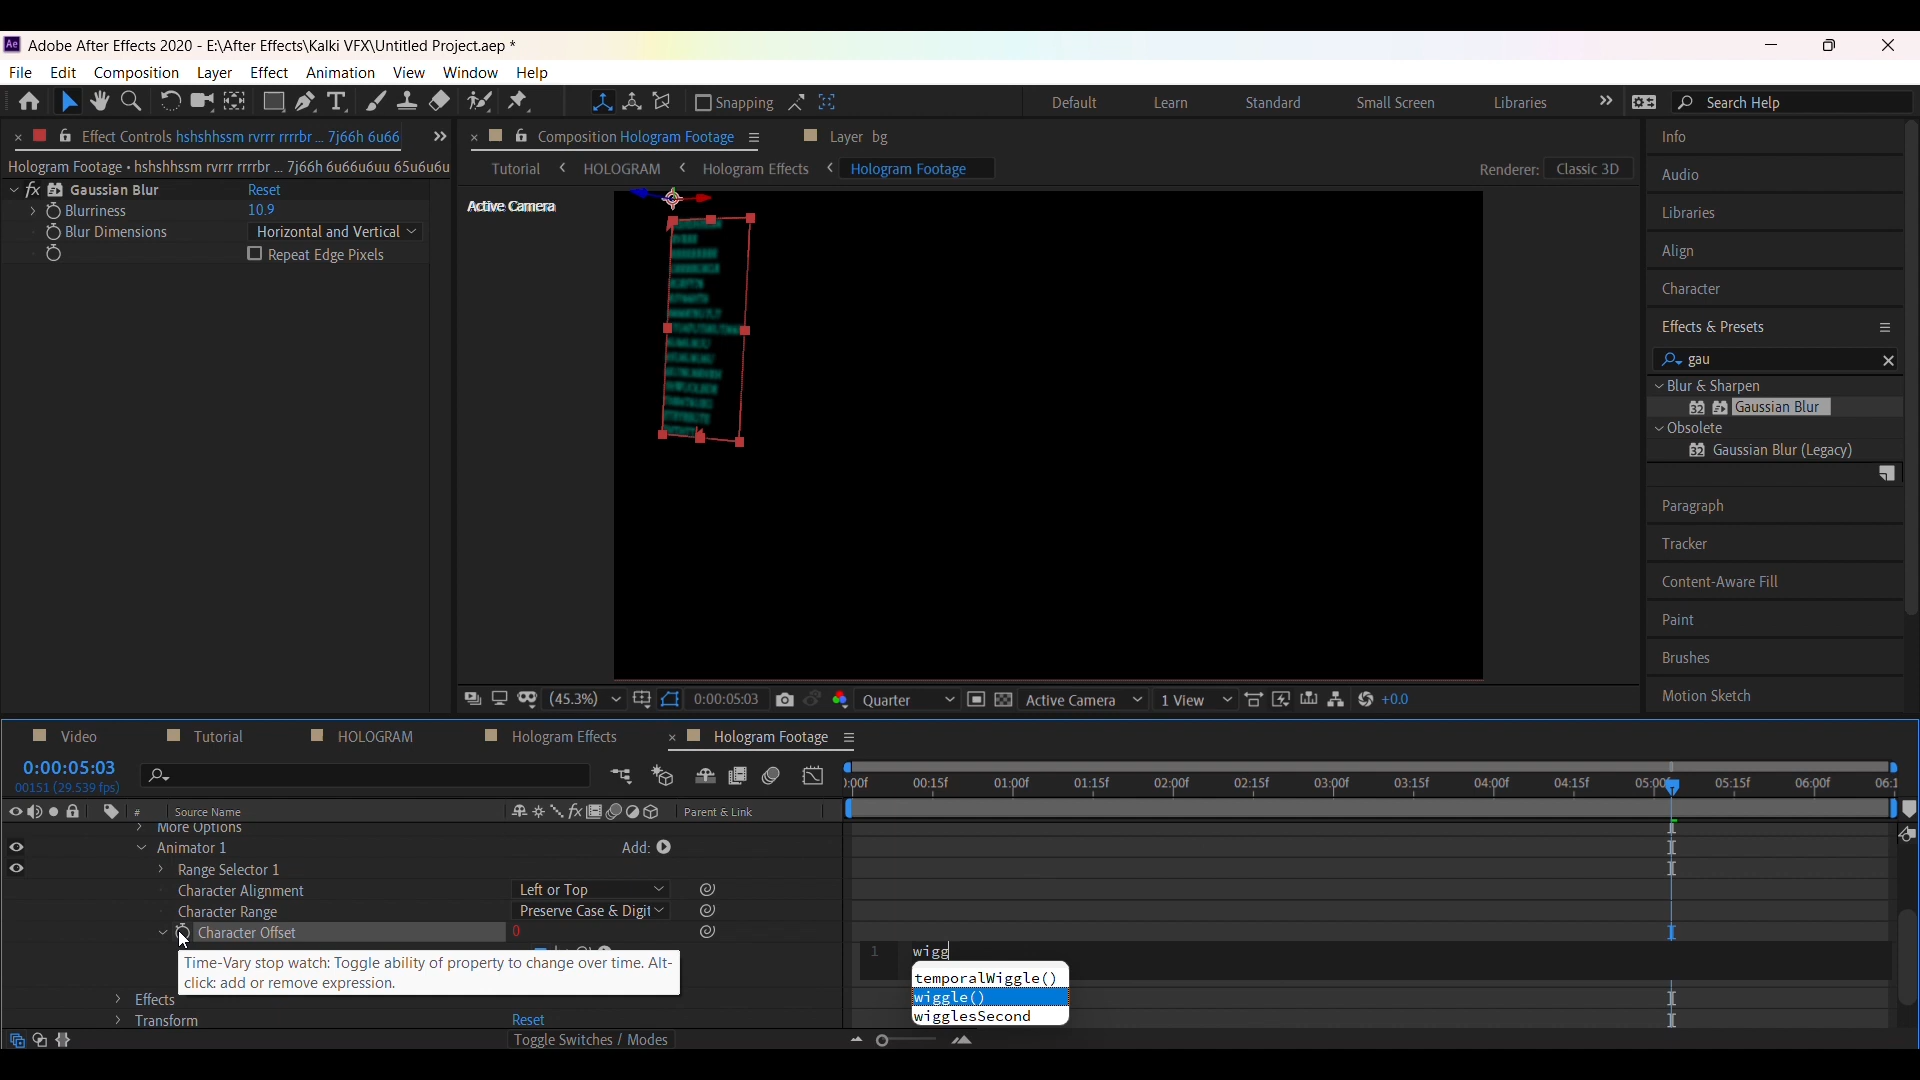 Ae Adobe After Effects 2020 - E:\After Effects\Kalki VFX\Untitled Project.aep *
File Edit Composition Layer Effect Animation View Window Help
Snapping Default Learn Standard Small Screen Libraries Search Help
Effect Controls hshshhssm rvrrr rrrrbr ... 7j66h 6u66
Composition Hologram Footage Layer bg
Hologram Footage • hshshhssm rvrrr rrrrbr ... 7j66h 6u66u6uu 65u6u6u
Tutorial HOLOGRAM Hologram Effects Hologram Footage Renderer: Classic 3D
fx Gaussian Blur Reset
Blurriness 10.9
Blur Dimensions Horizontal and Vertical
Repeat Edge Pixels
Active Camera
Info
Audio
Libraries
Align
Character
Effects & Presets
gau
Blur & Sharpen
32 Gaussian Blur
Obsolete
32 Gaussian Blur (Legacy)
Paragraph
Tracker
Content-Aware Fill
Paint
Brushes
Motion Sketch
(45.3%) 0:00:05:03 Quarter Active Camera 1 View +0.0
Video Tutorial HOLOGRAM Hologram Effects Hologram Footage
0:00:05:03
00151 (29.539 fps)
):00f 00:15f 01:00f 01:15f 02:00f 02:15f 03:00f 03:15f 04:00f 04:15f 05:00f 05:15f 06:00f 06:1
# Source Name fx Parent & Link
More Options
Animator 1 Add:
Range Selector 1
Character Alignment Left or Top
Character Range Preserve Case & Digit
Character Offset 0
1 wigg
Time-Vary stop watch: Toggle ability of property to change over time. Alt-
click: add or remove expression.
temporalWiggle()
wiggle()
wigglesSecond
Effects
Transform Reset
Toggle Switches / Modes